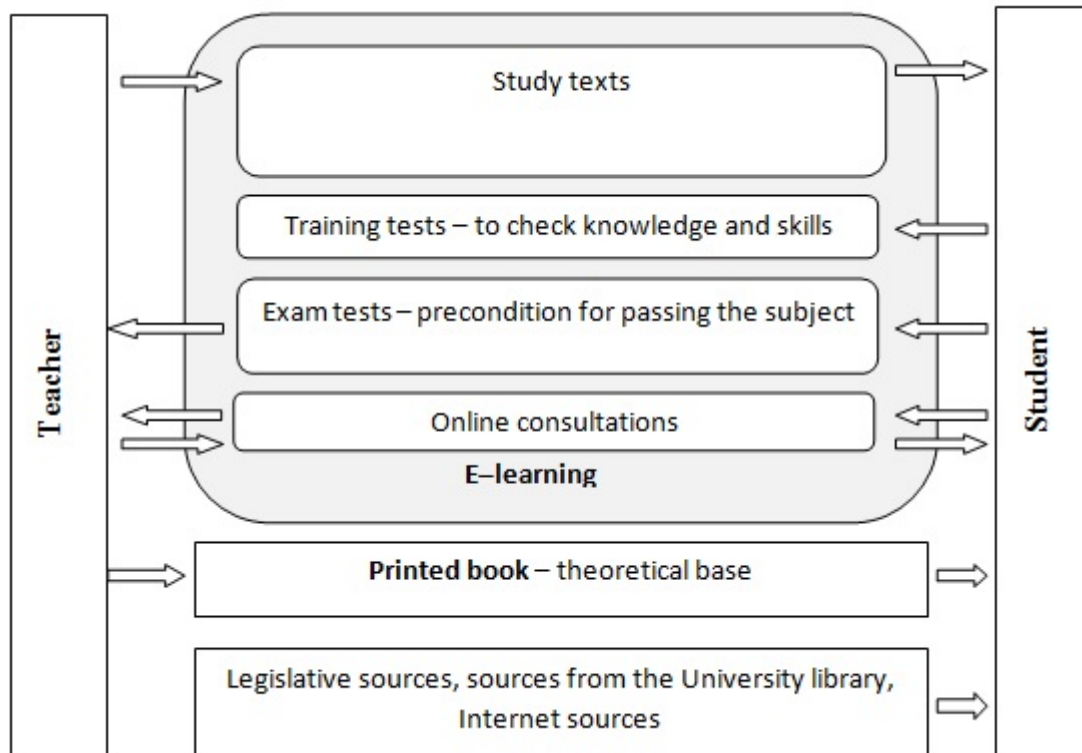 Teacher
Study texts
Training tests – to check knowledge and skills
Exam tests – precondition for passing the subject
Online consultations
E–learning
Printed book – theoretical base
Legislative sources, sources from the University library,
Internet sources
Student